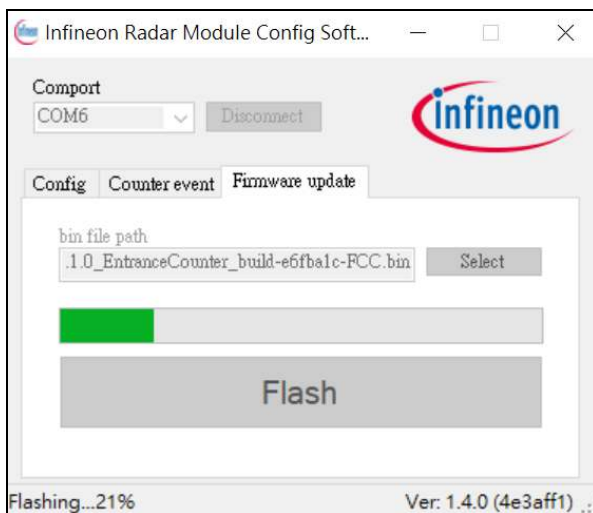 Infineon Radar Module Config Soft...
Comport
COM6
Disconnect
infineon
Config
Counter event
Firmware update
bin file path
.1.0_EntranceCounter_build-e6fba1c-FCC.bin
Select
Flash
Flashing...21%
Ver: 1.4.0 (4e3aff1)